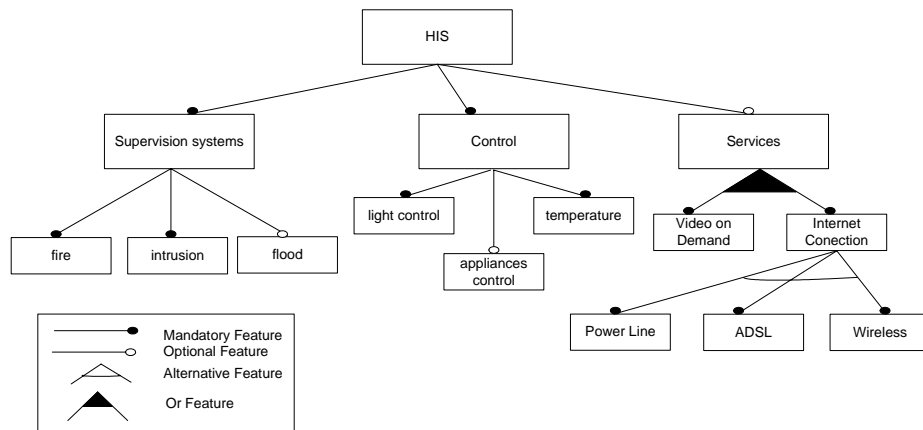 HIS
Supervision systems
Control
Services
fire
intrusion
flood
light control
appliances
control
temperature
Video on
Demand
Internet
Conection
Power Line
ADSL
Wireless
Mandatory Feature
Optional Feature
Alternative Feature
Or Feature